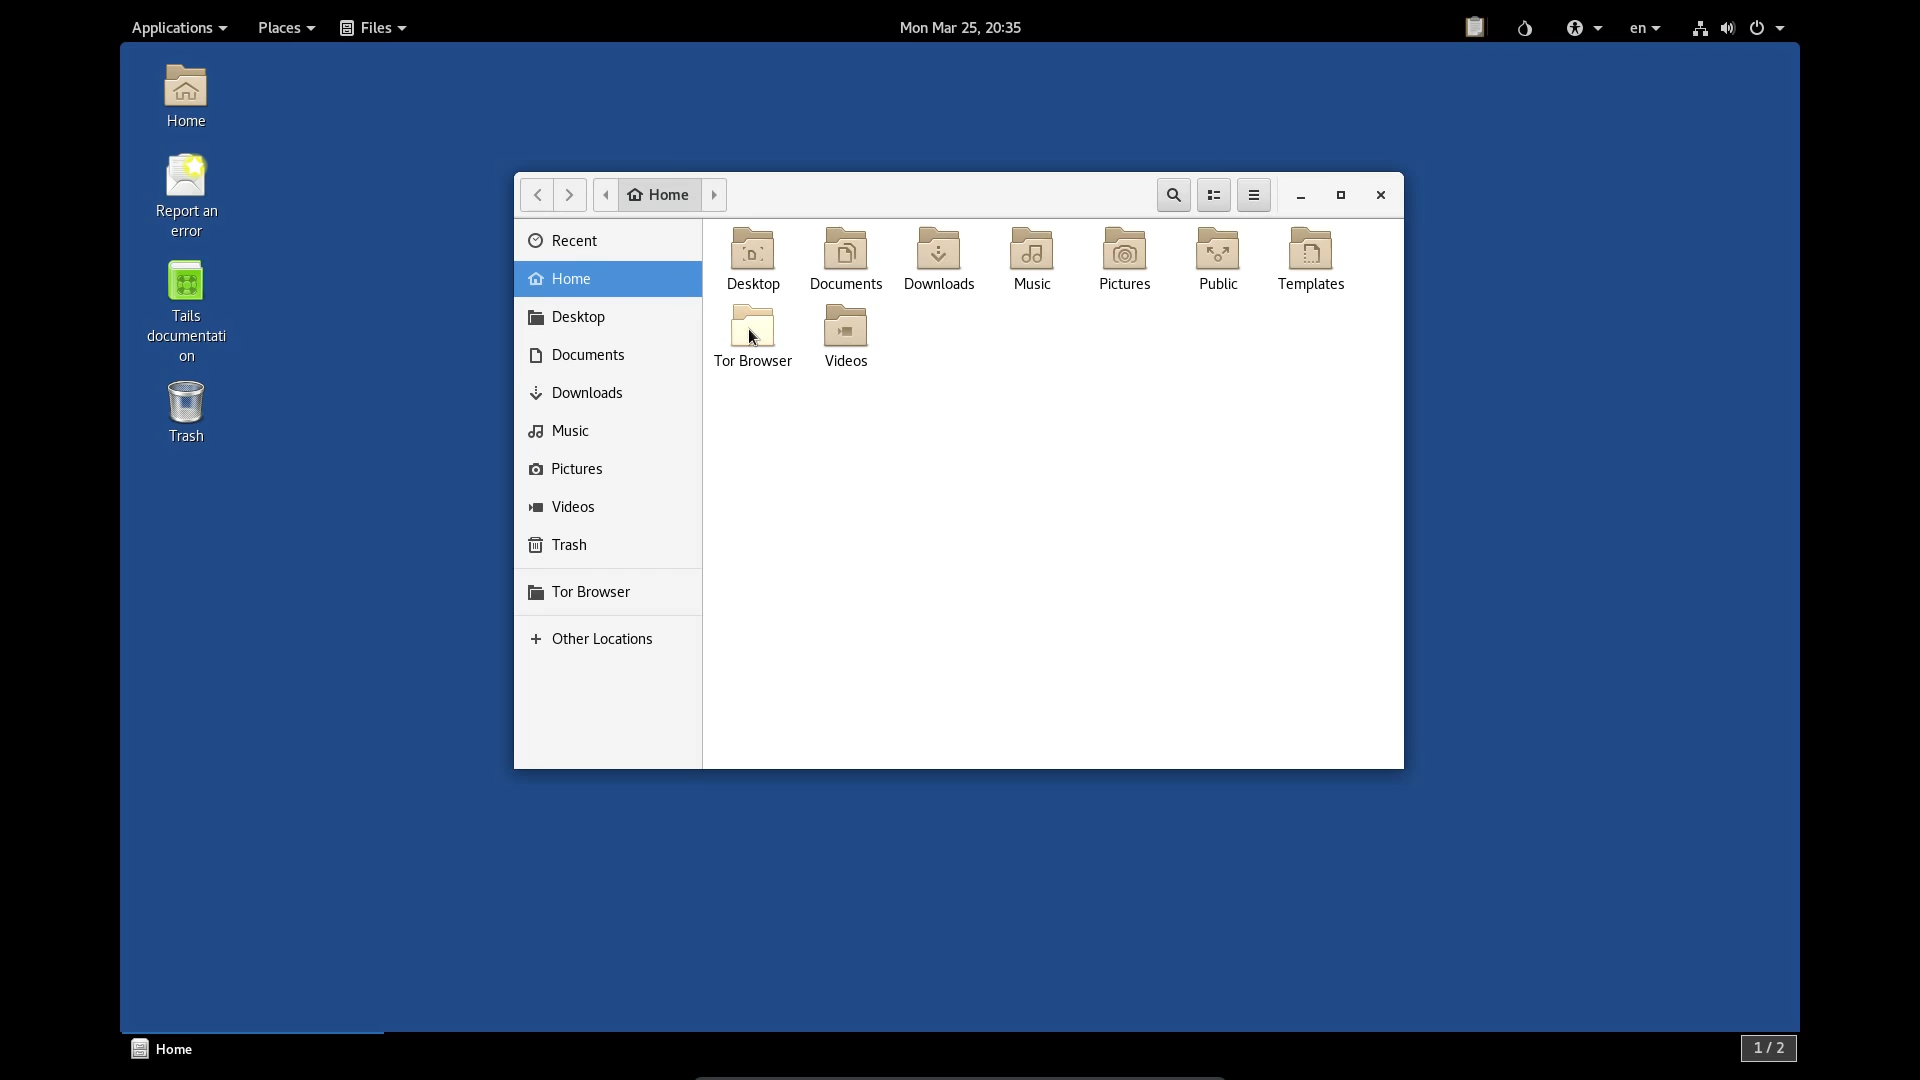 Applications
Places
Files
Mon Mar 25, 20:35
en
Home
Report an
error
Tails
documentati
on
Trash
Home
Recent
Home
Desktop
Documents
Downloads
Music
Pictures
Videos
Trash
Tor Browser
Other Locations
Desktop
Documents
Downloads
Music
Pictures
Public
Templates
Tor Browser
Videos
Home
1 / 2